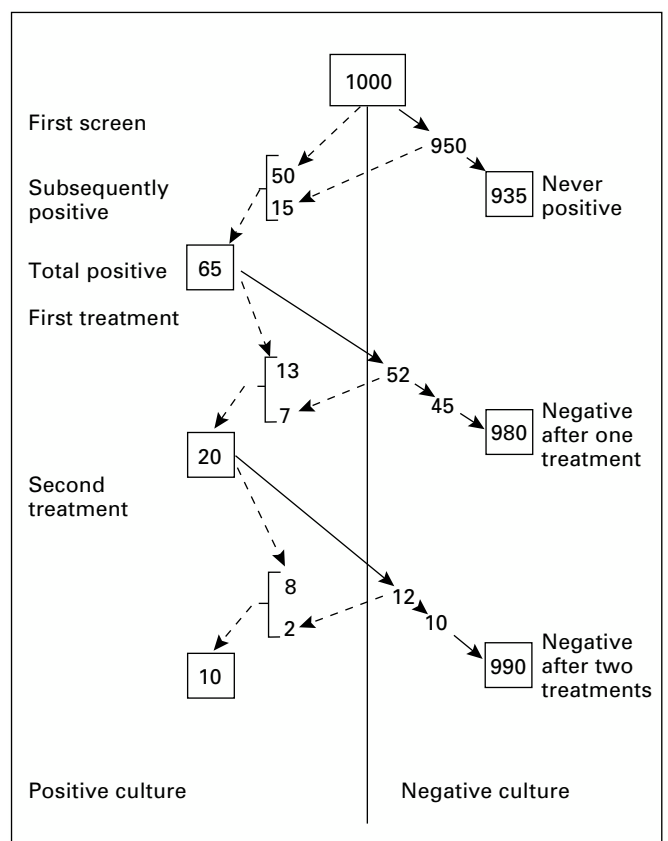 1000
First screen
950
50
Subsequently
positive
15
935
Never
positive
Total positive
65
First treatment
13
52
7
45
980
Negative
after one
treatment
20
Second
treatment
8
12
2
10
10
990
Negative
after two
treatments
Positive culture
Negative culture